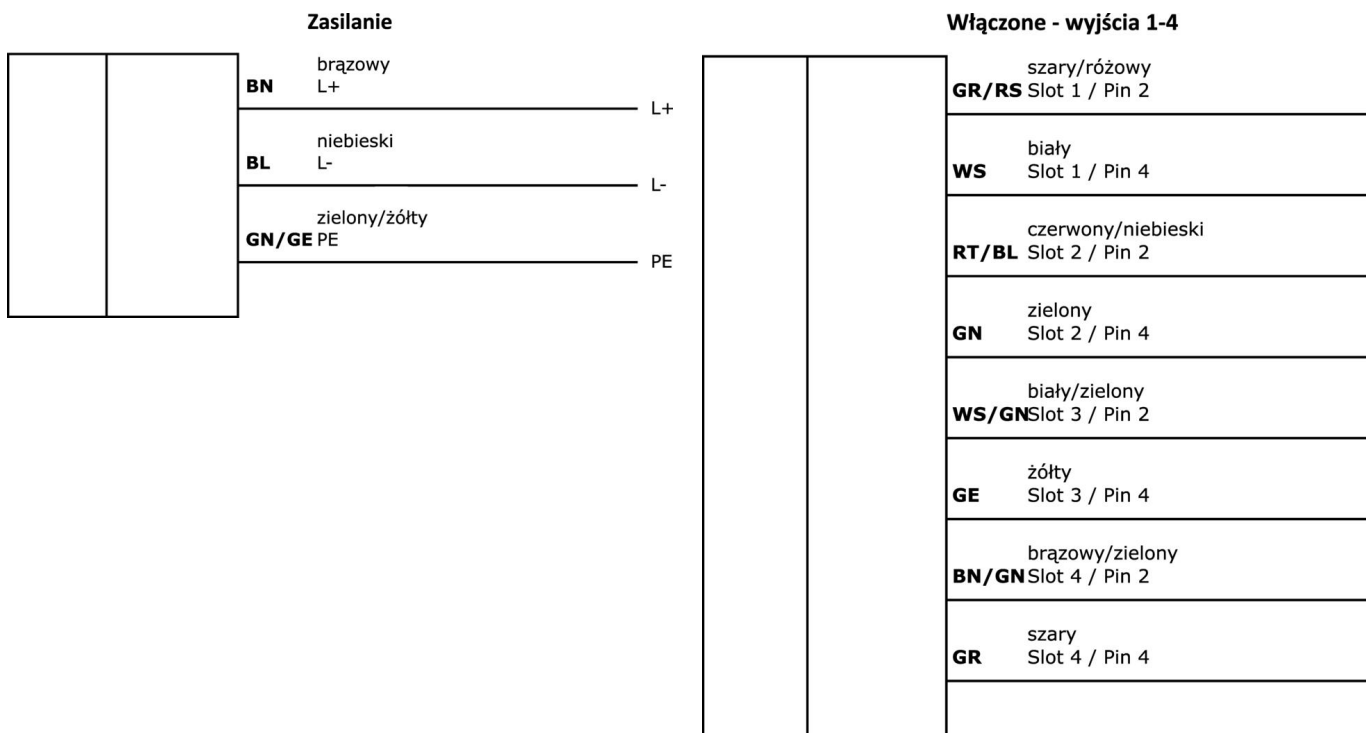 Zasilanie
brązowy
BN L+
L+
niebieski
BL L-
L-
zielony/żółty
GN/GE PE
PE
Włączone - wyjścia 1-4
szary/różowy
GR/RS Slot 1 / Pin 2
biały
WS Slot 1 / Pin 4
czerwony/niebieski
RT/BL Slot 2 / Pin 2
zielony
GN Slot 2 / Pin 4
biały/zielony
WS/GN Slot 3 / Pin 2
żółty
GE Slot 3 / Pin 4
brązowy/zielony
BN/GN Slot 4 / Pin 2
szary
GR Slot 4 / Pin 4